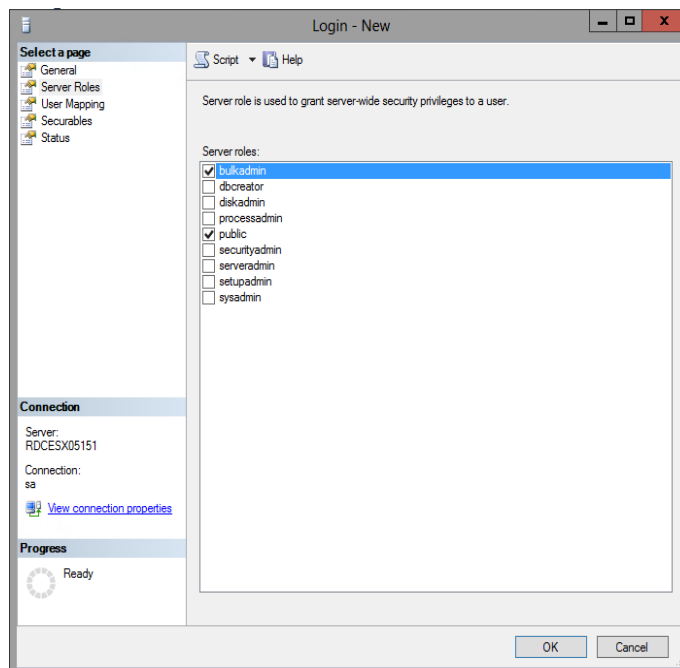 Login - New
Select a page
General
Server Roles
User Mapping
Securables
Status
Script
Help
Server role is used to grant server-wide security privileges to a user.
Server roles:
bulkadmin
dbcreator
diskadmin
processadmin
public
securityadmin
serveradmin
setupadmin
sysadmin
Connection
Server:
RDCESX05151
Connection:
sa
View connection properties
Progress
Ready
OK
Cancel